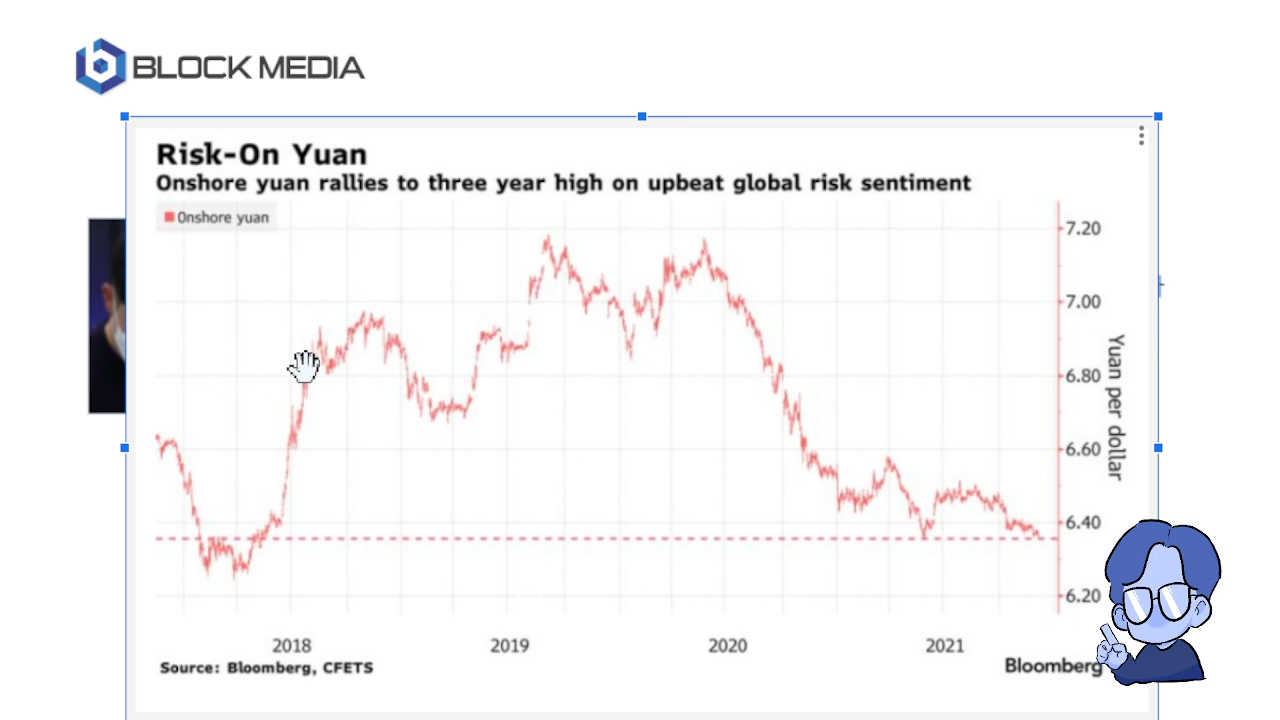 BLOCK MEDIA
Risk-On Yuan
Onshore yuan rallies to three year high on upbeat global risk sentiment
Onshore yuan
7.20
7.00
6.80
6.60
6.40
6.20
Yuan per dollar
2018 2019 2020 2021
Source: Bloomberg, CFETS
Bloomberg